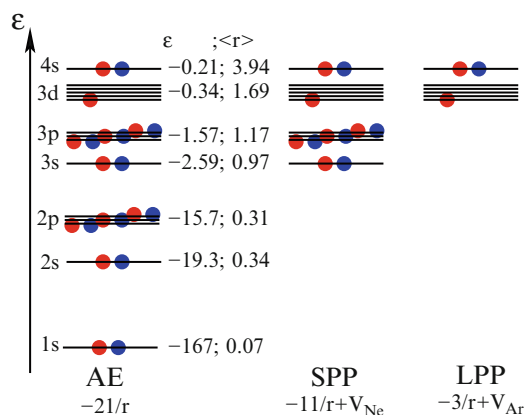 ε
ε ;<r>
4s −0.21; 3.94
3d −0.34; 1.69
3p −1.57; 1.17
3s −2.59; 0.97
2p −15.7; 0.31
2s −19.3; 0.34
1s −167; 0.07
AE SPP LPP
−21/r −11/r+V_Ne −3/r+V_Ar